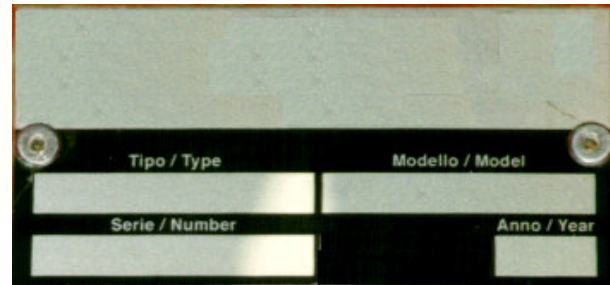 Tipo / Type Modello / Model
Serie / Number Anno / Year